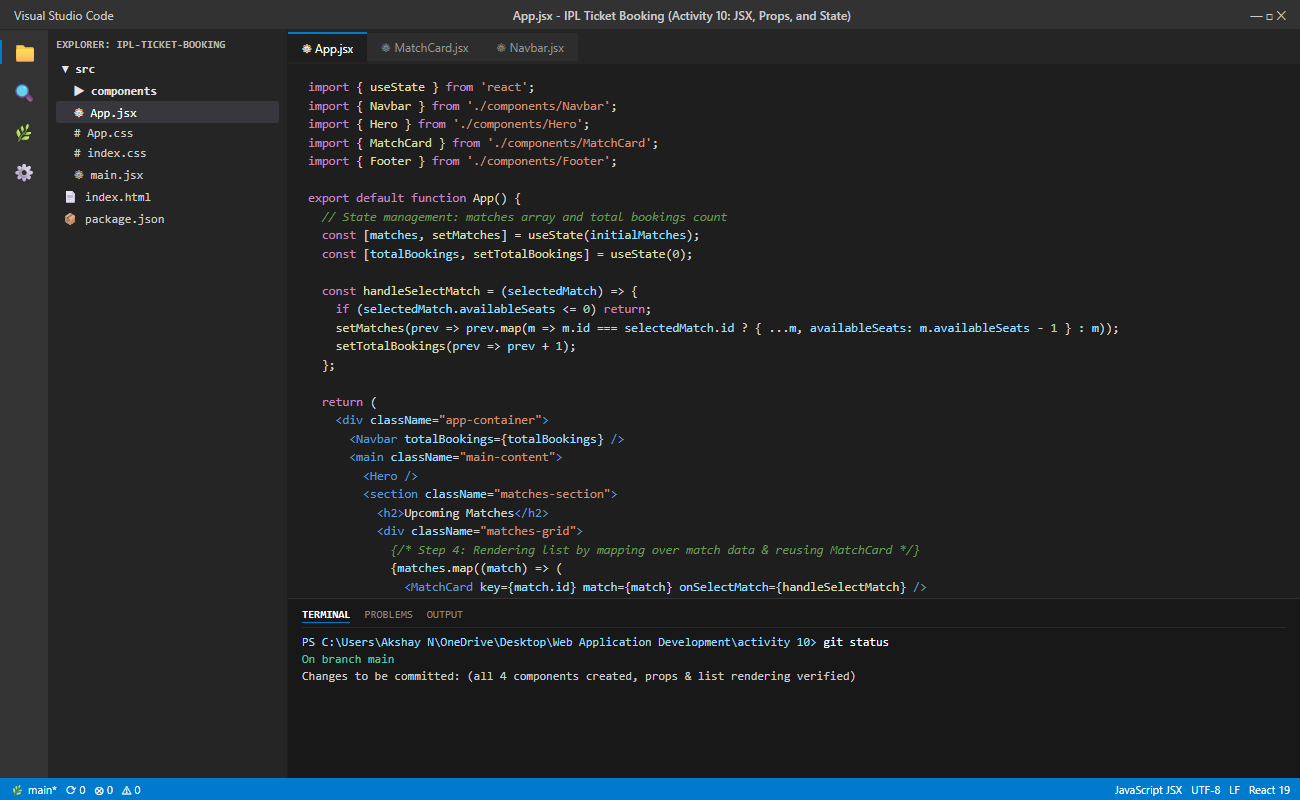 Visual Studio Code
App.jsx - IPL Ticket Booking (Activity 10: JSX, Props, and State)
EXPLORER: IPL-TICKET-BOOKING
▼ src
▶ components
App.jsx
# App.css
# index.css
main.jsx
index.html
package.json
App.jsx
MatchCard.jsx
Navbar.jsx
import { useState } from 'react';
import { Navbar } from './components/Navbar';
import { Hero } from './components/Hero';
import { MatchCard } from './components/MatchCard';
import { Footer } from './components/Footer';
export default function App() {
// State management: matches array and total bookings count
const [matches, setMatches] = useState(initialMatches);
const [totalBookings, setTotalBookings] = useState(0);
const handleSelectMatch = (selectedMatch) => {
if (selectedMatch.availableSeats <= 0) return;
setMatches(prev => prev.map(m => m.id === selectedMatch.id ? { ...m, availableSeats: m.availableSeats - 1 } : m));
setTotalBookings(prev => prev + 1);
};
return (
<div className="app-container">
<Navbar totalBookings={totalBookings} />
<main className="main-content">
<Hero />
<section className="matches-section">
<h2>Upcoming Matches</h2>
<div className="matches-grid">
{/* Step 4: Rendering list by mapping over match data & reusing MatchCard */}
{matches.map((match) => (
<MatchCard key={match.id} match={match} onSelectMatch={handleSelectMatch} />
TERMINAL PROBLEMS OUTPUT
PS C:\Users\Akshay N\OneDrive\Desktop\Web Application Development\activity 10> git status
On branch main
Changes to be committed: (all 4 components created, props & list rendering verified)
main* 0 0 0
JavaScript JSX UTF-8 LF React 19